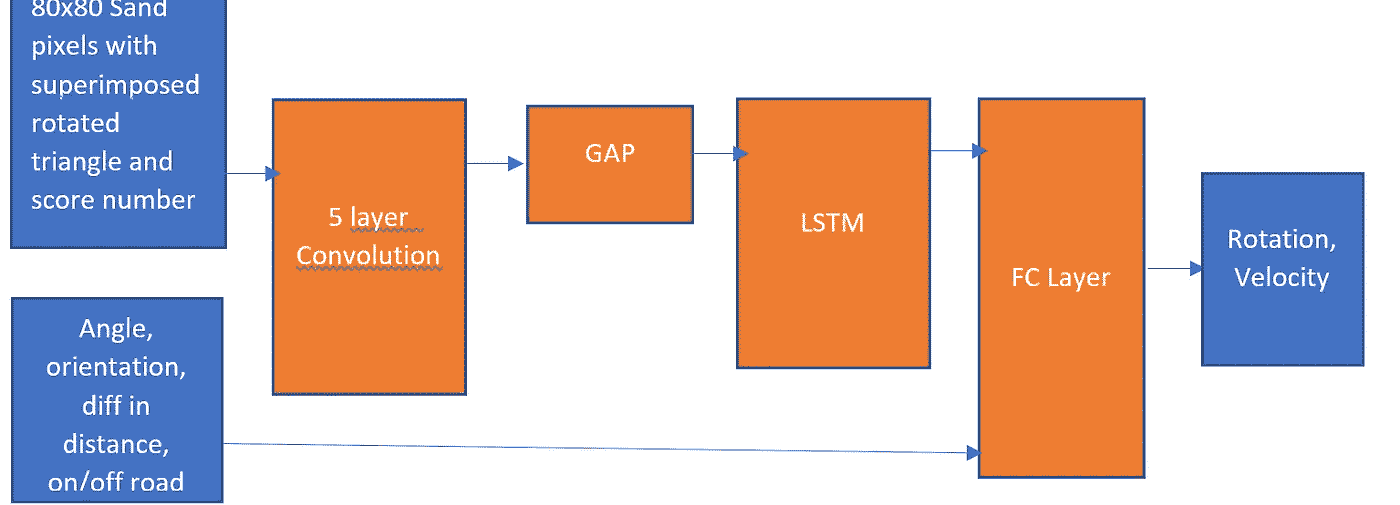 80x80 Sand
pixels with
superimposed
rotated
triangle and
score number
5 layer
Convolution
GAP
LSTM
FC Layer
Rotation,
Velocity
Angle,
orientation,
diff in
distance,
on/off road